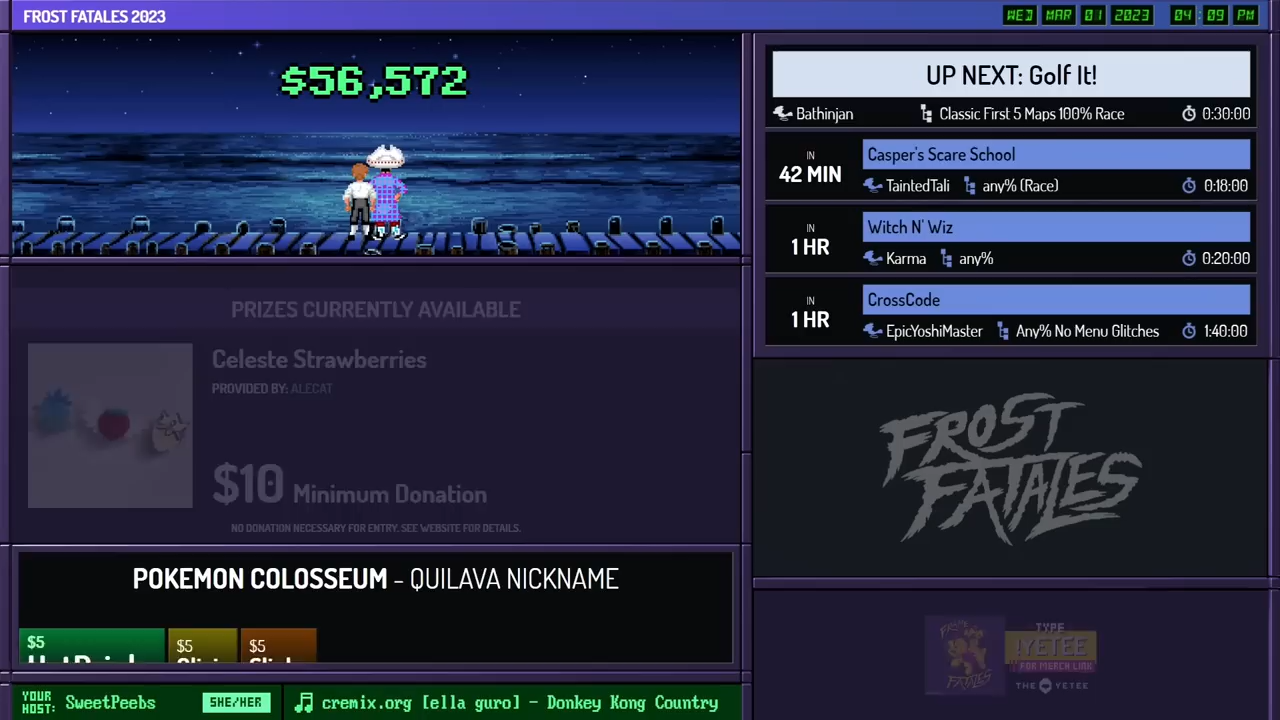 FROST FATALES 2023
WED MAR 01 2023 04:09 PM
$56,572
UP NEXT: Golf It!
Bathinjan Classic First 5 Maps 100% Race 0:30:00
IN
42 MIN
Casper's Scare School
TaintedTali any% (Race) 0:18:00
IN
1 HR
Witch N' Wiz
Karma any% 0:20:00
IN
1 HR
CrossCode
EpicYoshiMaster Any% No Menu Glitches 1:40:00
PRIZES CURRENTLY AVAILABLE
Celeste Strawberries
PROVIDED BY: ALECAT
$10 Minimum Donation
NO DONATION NECESSARY FOR ENTRY. SEE WEBSITE FOR DETAILS.
FROST
FATALES
POKEMON COLOSSEUM - QUILAVA NICKNAME
$5
$5
$5
FROST
FATALES
TYPE
!YETEE
FOR MERCH LINK
THE YETEE
YOUR
HOST: SweetPeebs SHE/HER
cremix.org [ella guro] - Donkey Kong Country